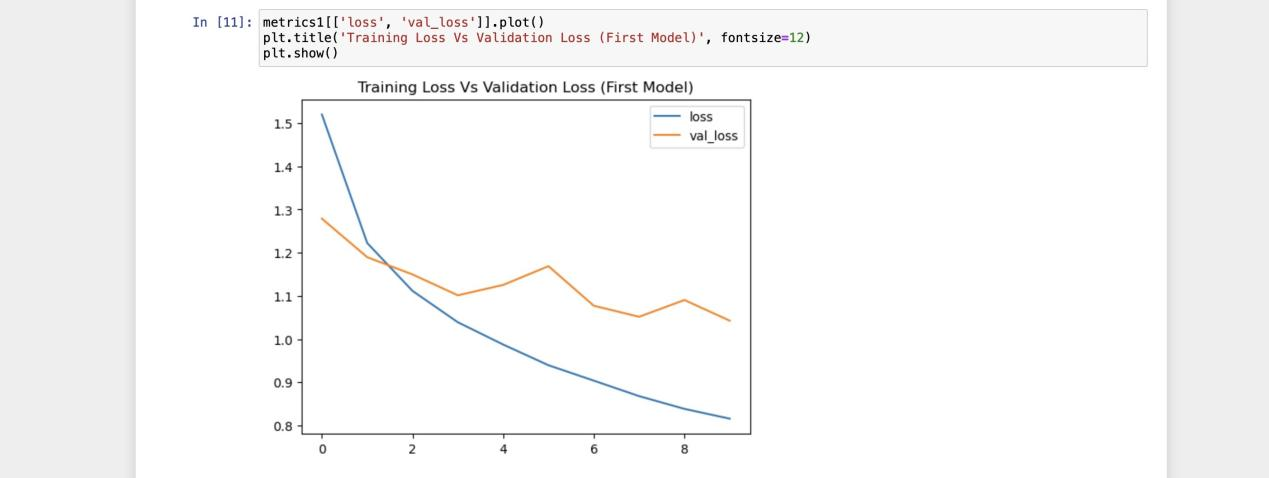 In [11]: metrics1[['loss', 'val_loss']].plot()
plt.title('Training Loss Vs Validation Loss (First Model)', fontsize=12)
plt.show()
Training Loss Vs Validation Loss (First Model)
loss
val_loss
1.5
1.4
1.3
1.2
1.1
1.0
0.9
0.8
0 2 4 6 8